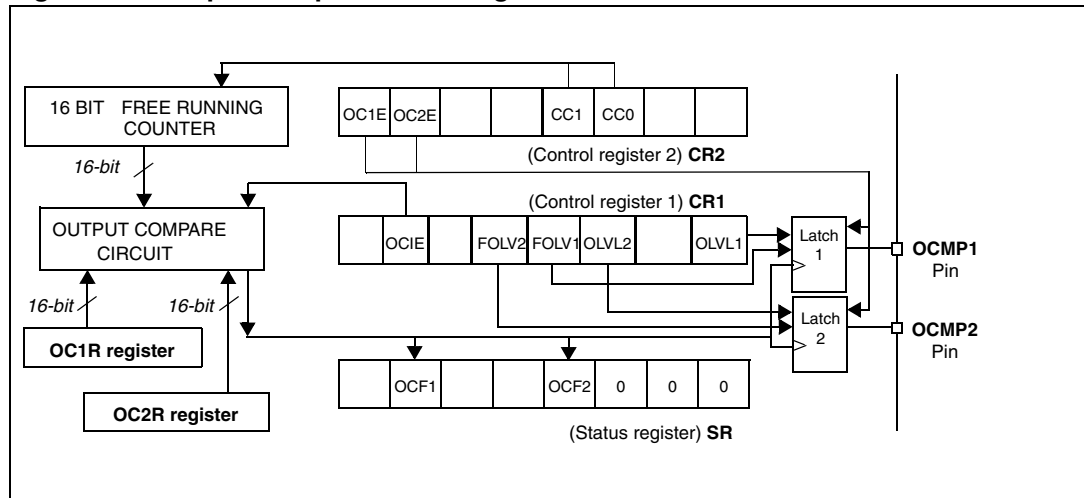 16 BIT FREE RUNNING
COUNTER
16-bit
OC1E OC2E CC1 CC0
(Control register 2) CR2
(Control register 1) CR1
OUTPUT COMPARE
CIRCUIT
OCIE FOLV2 FOLV1 OLVL2 OLVL1
Latch
1
OCMP1
Pin
16-bit
16-bit
Latch
2
OCMP2
Pin
OC1R register
OCF1 OCF2 0 0 0
OC2R register
(Status register) SR